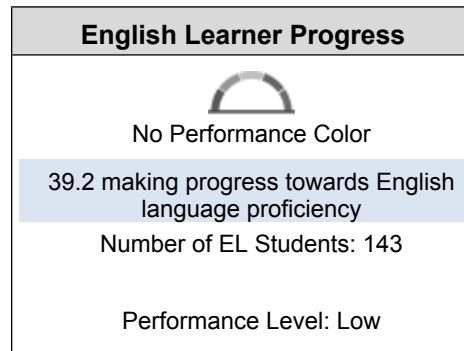 English Learner Progress
No Performance Color
39.2 making progress towards English
language proficiency
Number of EL Students: 143
Performance Level: Low